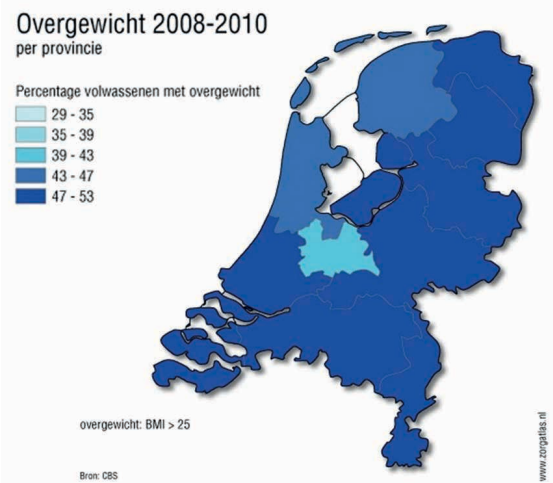 Overgewicht 2008-2010
per provincie
Percentage volwassenen met overgewicht
29 - 35
35 - 39
39 - 43
43 - 47
47 - 53
overgewicht: BMI > 25
Bron: CBS
www.zorgatlas.nl